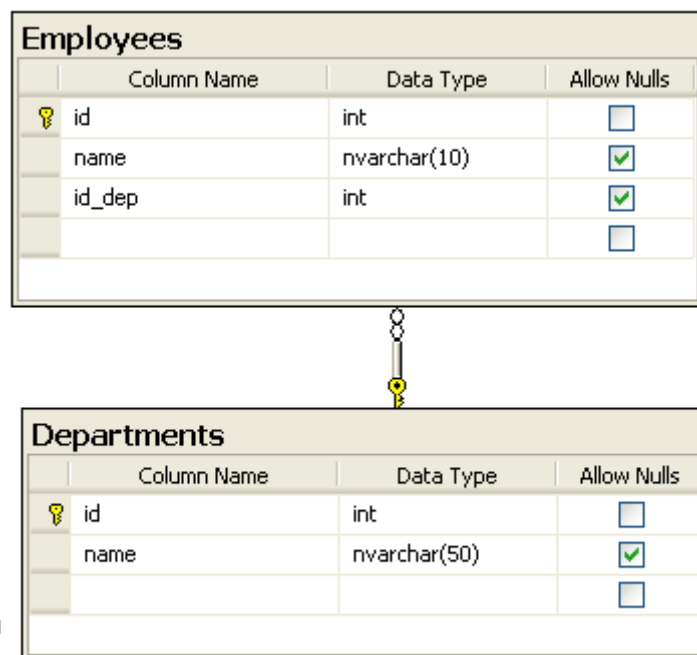 Employees
Column Name Data Type Allow Nulls
id int
name nvarchar(10)
id_dep int
Departments
Column Name Data Type Allow Nulls
id int
name nvarchar(50)